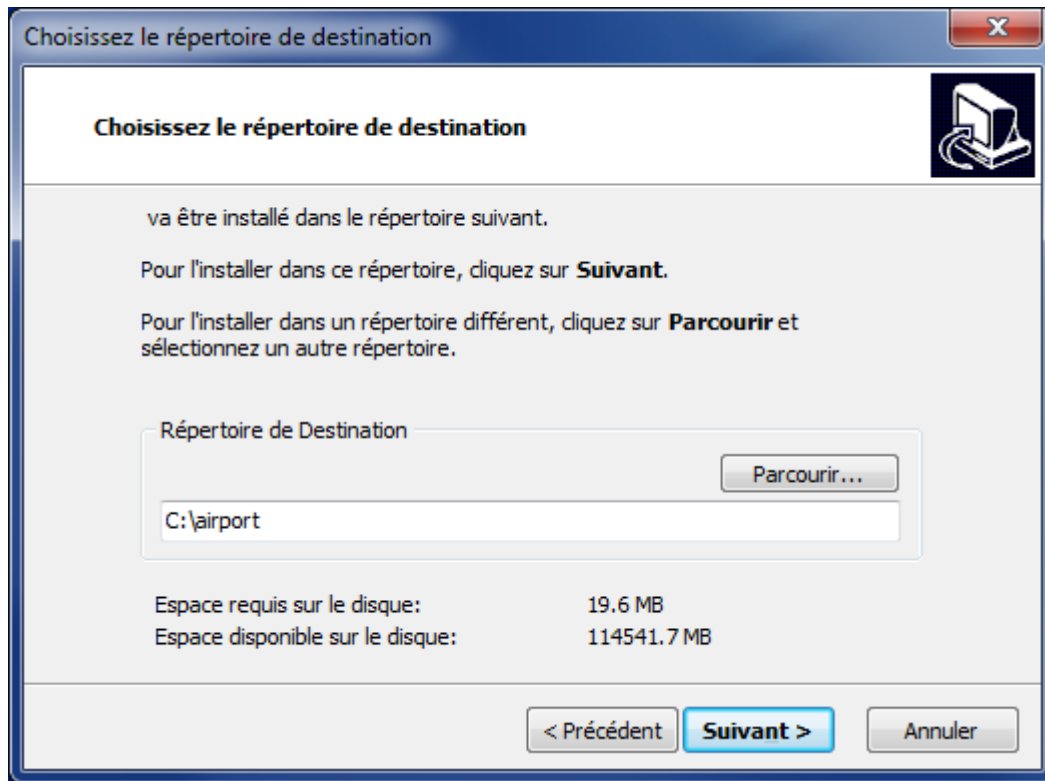 Choisissez le répertoire de destination
Choisissez le répertoire de destination
va être installé dans le répertoire suivant.
Pour l'installer dans ce répertoire, cliquez sur Suivant.
Pour l'installer dans un répertoire différent, cliquez sur Parcourir et
sélectionnez un autre répertoire.
Répertoire de Destination
Parcourir...
C:\airport
Espace requis sur le disque: 19.6 MB
Espace disponible sur le disque: 114541.7 MB
< Précédent Suivant > Annuler